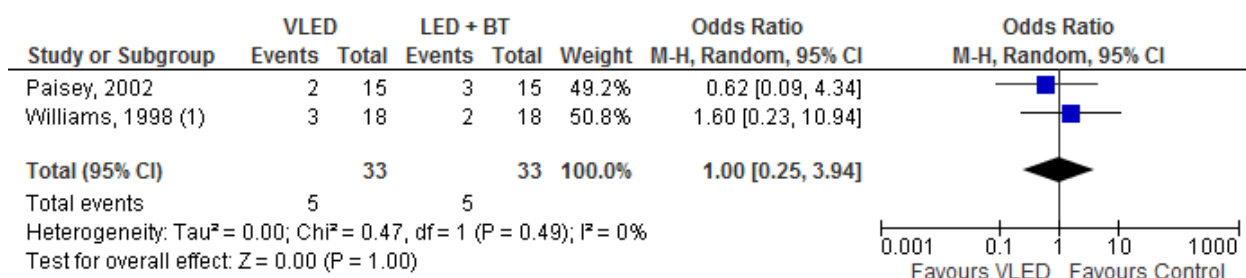 VLED LED + BT Odds Ratio Odds Ratio
Study or Subgroup Events Total Events Total Weight M-H, Random, 95% CI M-H, Random, 95% CI
Paisey, 2002 2 15 3 15 49.2% 0.62 [0.09, 4.34]
Williams, 1998 (1) 3 18 2 18 50.8% 1.60 [0.23, 10.94]
Total (95% CI) 33 33 100.0% 1.00 [0.25, 3.94]
Total events 5 5
Heterogeneity: Tau² = 0.00; Chi² = 0.47, df = 1 (P = 0.49); I² = 0%
Test for overall effect: Z = 0.00 (P = 1.00)
0.001 0.1 1 10 1000
Favours VLED Favours Control